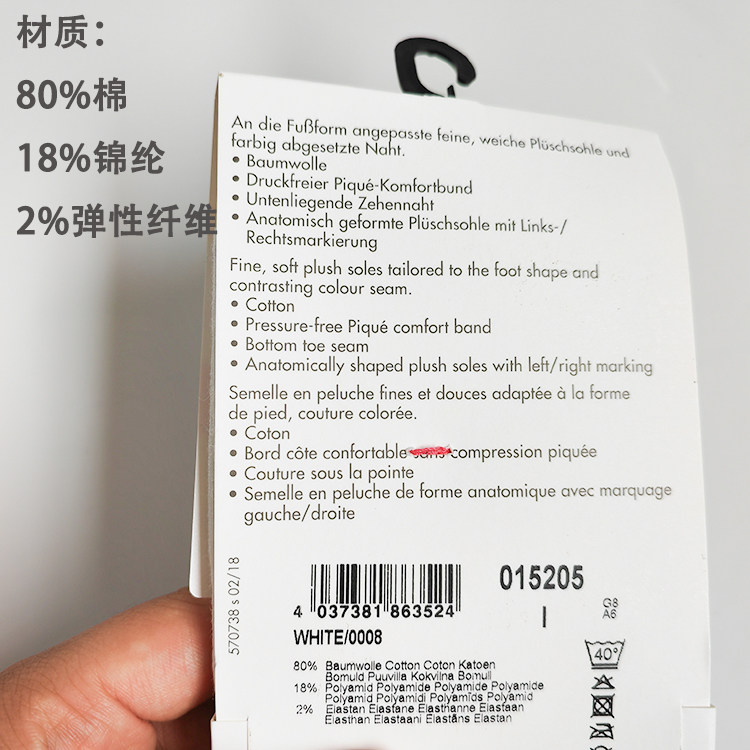 材质：
80%棉
18%锦纶
2%弹性纤维
An die Fußform angepasste feine, weiche Plüschsohle und
farbig abgesetzte Naht.
• Baumwolle
• Druckfreier Piqué-Komfortbund
• Untenliegende Zehennaht
• Anatomisch geformte Plüschsohle mit Links-/
Rechtsmarkierung
Fine, soft plush soles tailored to the foot shape and
contrasting colour seam.
• Cotton
• Pressure-free Piqué comfort band
• Bottom toe seam
• Anatomically shaped plush soles with left/right marking
Semelle en peluche fines et douces adaptée à la forme
de pied, couture colorée.
• Coton
• Bord côte confortable sans compression piquée
• Couture sous la pointe
• Semelle en peluche de forme anatomique avec marquage
gauche/droite
570738 s 02/18
4 037381 863524
WHITE/0008
015205
I
G8
A6
40°
80% Baumwolle Cotton Coton Katoen
Bomuld Puuvilla Kokvilna Bomull
18% Polyamid Polyamide Polyamide Polyamide
Polyamid Polyamidi Polyamīds Polyamid
2% Elastan Elastane Elasthanne Elastaan
Elasthan Elastaani Elastāns Elastan